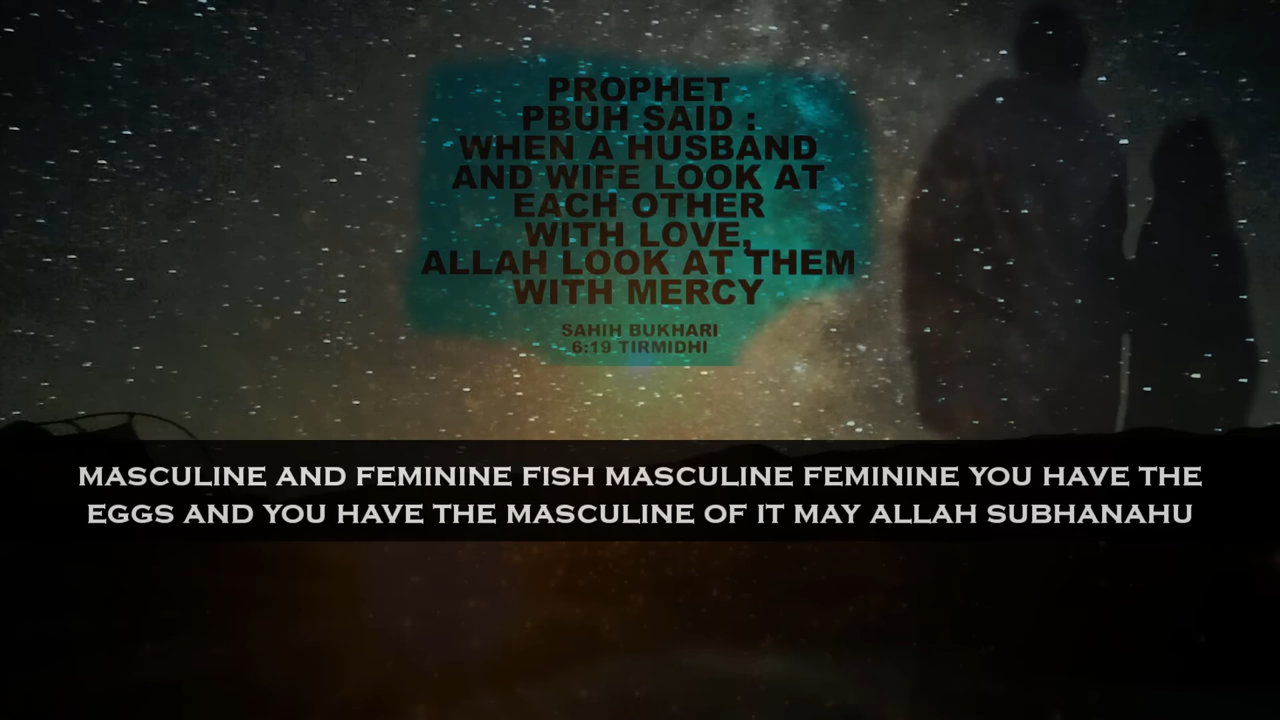 PROPHET
PBUH SAID :
WHEN A HUSBAND
AND WIFE LOOK AT
EACH OTHER
WITH LOVE,
ALLAH LOOK AT THEM
WITH MERCY
SAHIH BUKHARI
6:19 TIRMIDHI
MASCULINE AND FEMININE FISH MASCULINE FEMININE YOU HAVE THE
EGGS AND YOU HAVE THE MASCULINE OF IT MAY ALLAH SUBHANAHU